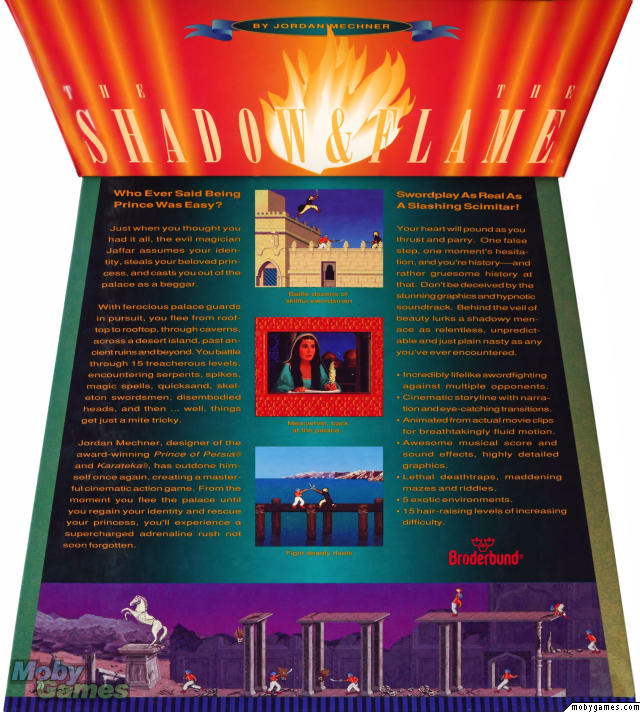 BY JORDAN MECHNER
THE THE
SHADOW & FLAME™
Who Ever Said Being
Prince Was Easy?
Just when you thought you
had it all, the evil magician
Jaffar assumes your iden-
tity, steals your beloved prin-
cess, and casts you out of the
palace as a beggar.
With ferocious palace guards
in pursuit, you flee from roof-
top to rooftop, through caverns,
across a desert island, past an-
cient ruins and beyond. You battle
through 15 treacherous levels,
encountering serpents, spikes,
magic spells, quicksand, skel-
eton swordsmen, disembodied
heads, and then ... well, things
get just a mite tricky.
Jordan Mechner, designer of the
award-winning Prince of Persia®
and Karateka®, has outdone him-
self once again, creating a master-
ful cinematic action game. From the
moment you flee the palace until
you regain your identity and rescue
your princess, you'll experience a
supercharged adrenaline rush not
soon forgotten.
Battle dozens of
skillful swordsmen
Meanwhile, back
at the palace...
Fight deadly duels
Swordplay As Real As
A Slashing Scimitar!
Your heart will pound as you
thrust and parry. One false
step, one moment's hesita-
tion, and you're history—and
rather gruesome history at
that. Don't be deceived by the
stunning graphics and hypnotic
soundtrack. Behind the veil of
beauty lurks a shadowy men-
ace as relentless, unpredict-
able and just plain nasty as any
you've ever encountered.
• Incredibly lifelike swordfighting
against multiple opponents.
• Cinematic storyline with narra-
tion and eye-catching transitions.
• Animated from actual movie clips
for breathtakingly fluid motion.
• Awesome musical score and
sound effects, highly detailed
graphics.
• Lethal deathtraps, maddening
mazes and riddles.
• 5 exotic environments.
• 15 hair-raising levels of increasing
difficulty.
Brøderbund®
Moby
Games
mobygames.com